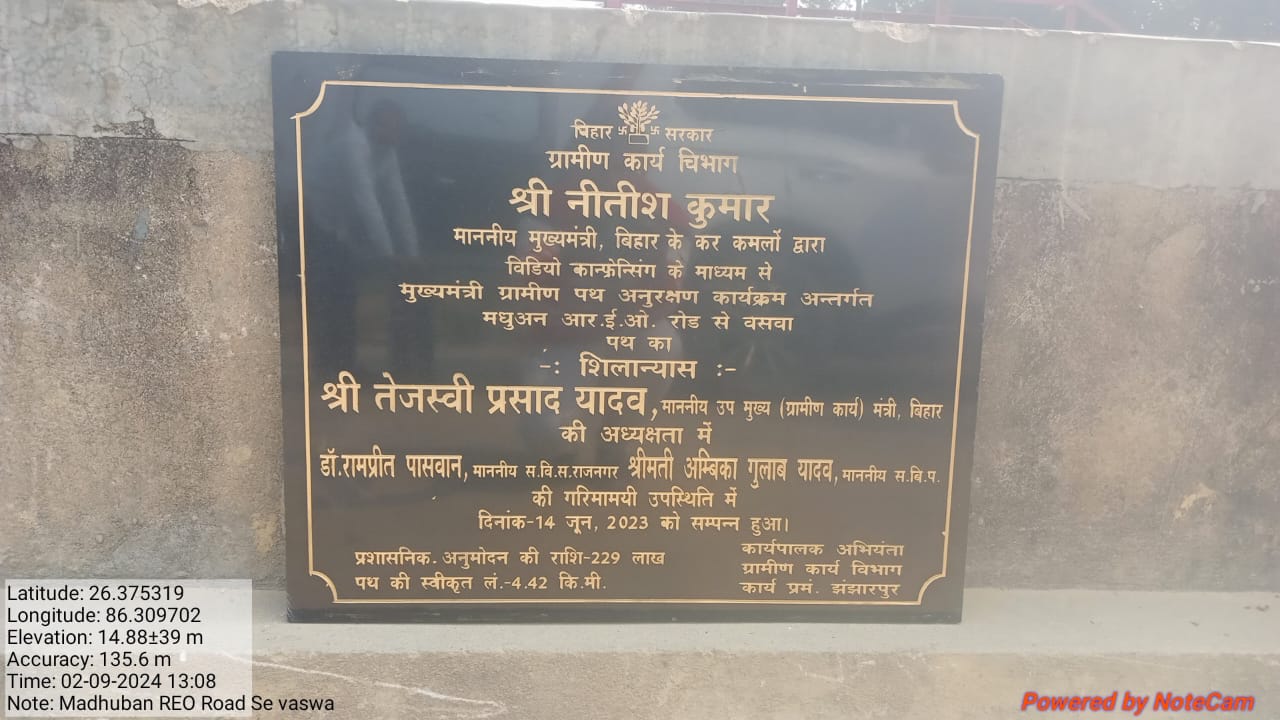 बिहार सरकार
ग्रामीण कार्य विभाग
श्री नीतीश कुमार
माननीय मुख्यमंत्री, बिहार के कर कमलों द्वारा
विडियो कान्फ्रेन्सिंग के माध्यम से
मुख्यमंत्री ग्रामीण पथ अनुरक्षण कार्यक्रम अन्तर्गत
मधुअन आर.ई.ओ. रोड से वसवा
पथ का
-: शिलान्यास :-
श्री तेजस्वी प्रसाद यादव, माननीय उप मुख्य (ग्रामीण कार्य) मंत्री, बिहार
की अध्यक्षता में
डॉ.रामप्रीत पासवान, माननीय स.वि.स.राजनगर श्रीमती अम्बिका गुलाब यादव, माननीय स.बि.प.
की गरिमामयी उपस्थिति में
दिनांक-14 जून, 2023 को सम्पन्न हुआ।
प्रशासनिक. अनुमोदन की राशि-229 लाख
पथ की स्वीकृत लं.-4.42 कि.मी.
कार्यपालक अभियंता
ग्रामीण कार्य विभाग
कार्य प्रमं. झंझारपुर
Latitude: 26.375319
Longitude: 86.309702
Elevation: 14.88±39 m
Accuracy: 135.6 m
Time: 02-09-2024 13:08
Note: Madhuban REO Road Se vaswa
Powered by NoteCam